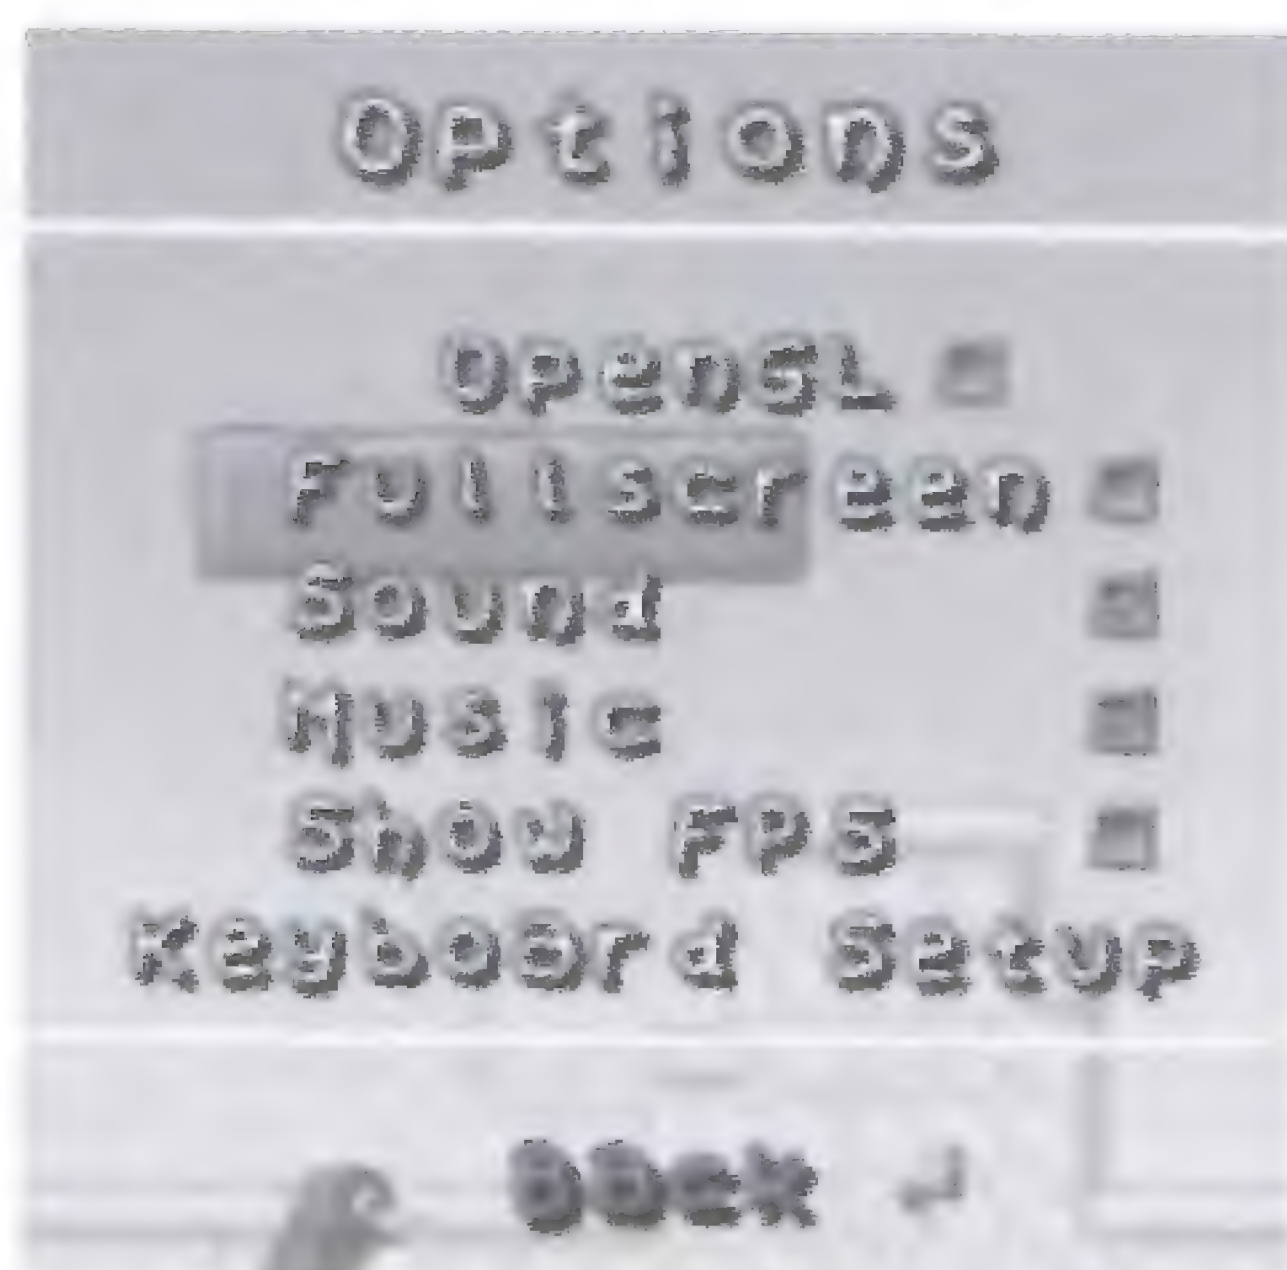 Options
OpenGL
Fullscreen
Sound
Music
Show FPS
Keyboard Setup
Back